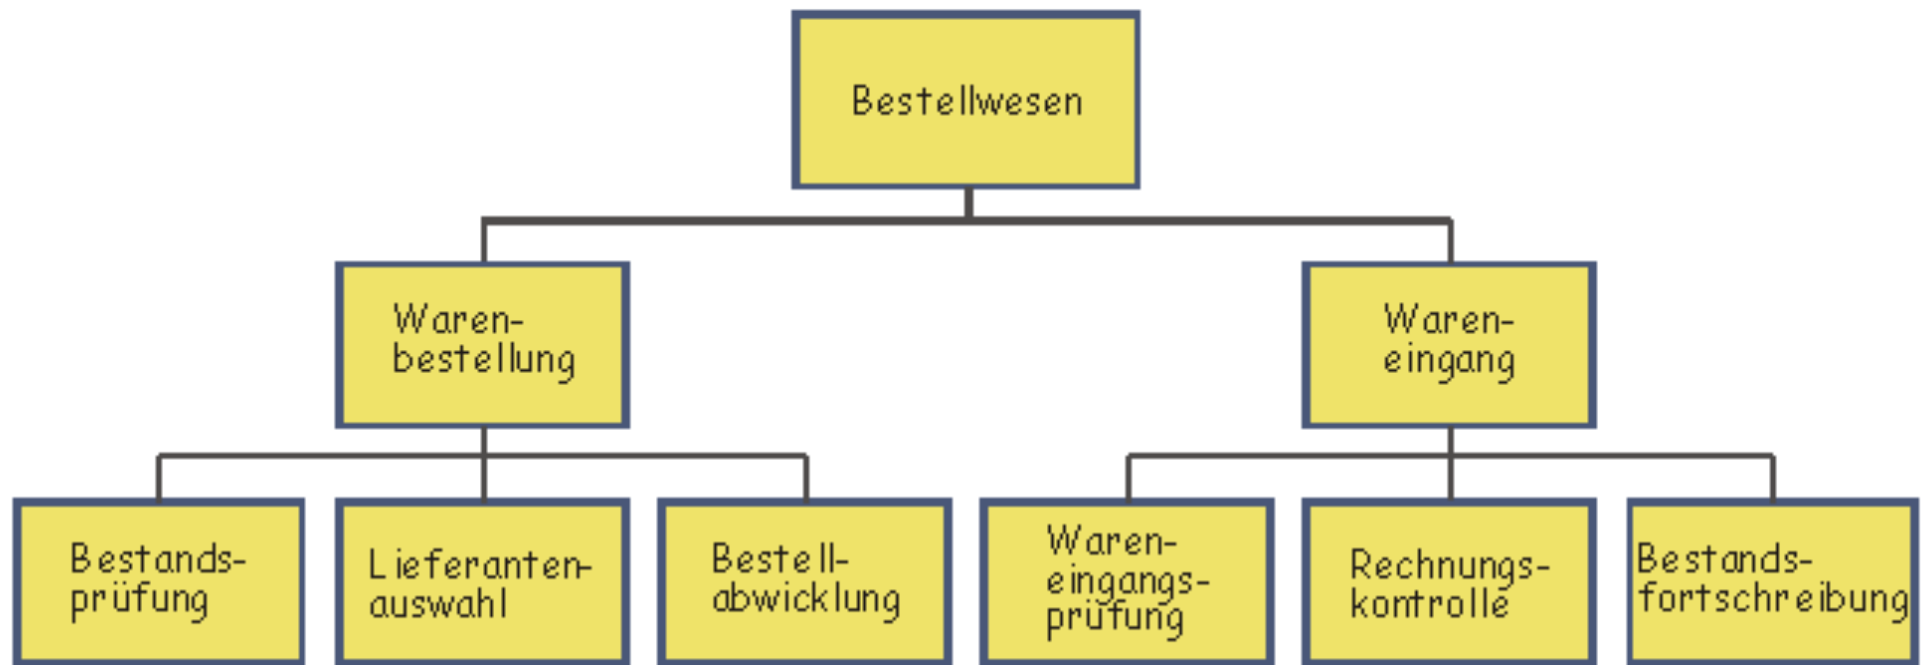 Bestellwesen
Waren-
bestellung
Waren-
eingang
Bestands-
prüfung
Lieferanten-
auswahl
Bestell-
abwicklung
Waren-
eingangs-
prüfung
Rechnungs-
kontrolle
Bestands-
fortschreibung